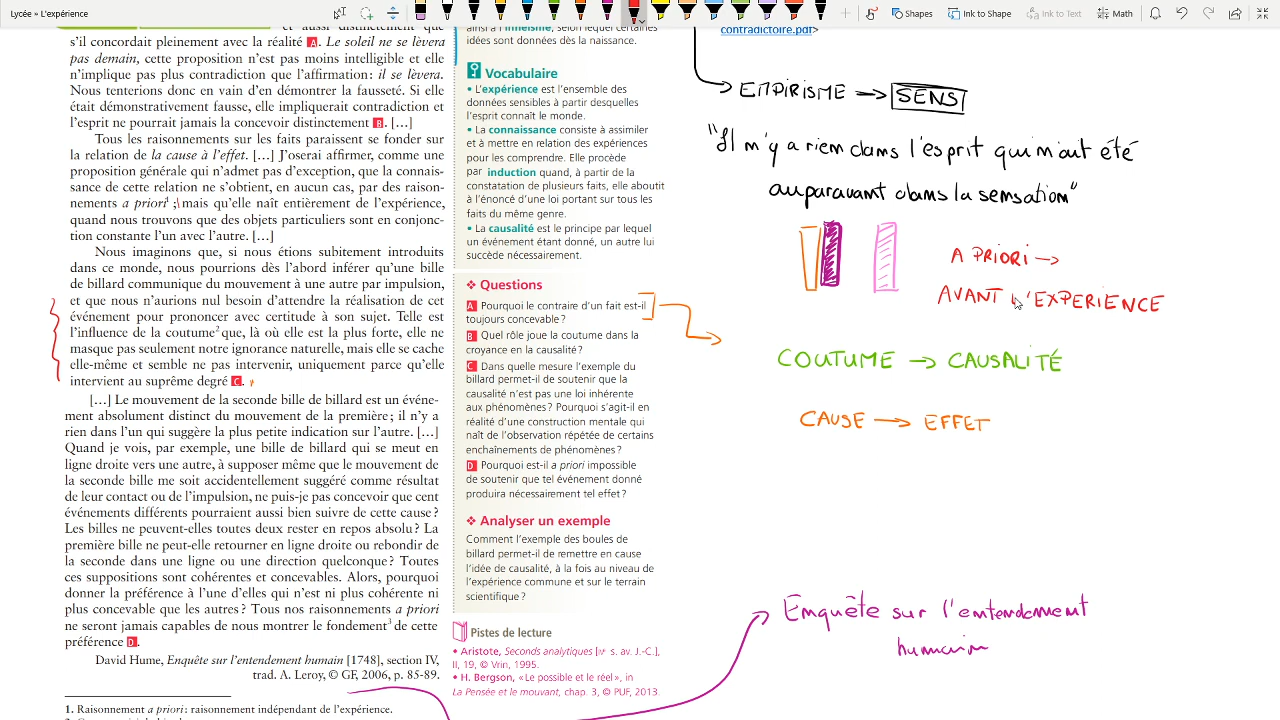 Lycée » L'expérience
Shapes
Ink to Shape
Ink to Text
Math
et aussi distinctement que
s'il concordait pleinement avec la réalité A. Le soleil ne se lèvera
pas demain, cette proposition n'est pas moins intelligible et elle
n'implique pas plus contradiction que l'affirmation : il se lèvera.
Nous tenterions donc en vain d'en démontrer la fausseté. Si elle
était démonstrativement fausse, elle impliquerait contradiction et
l'esprit ne pourrait jamais la concevoir distinctement B. [...]
Tous les raisonnements sur les faits paraissent se fonder sur
la relation de la cause à l'effet. [...] J'oserai affirmer, comme une
proposition générale qui n'admet pas d'exception, que la connais-
sance de cette relation ne s'obtient, en aucun cas, par des raison-
nements a priori¹ ; mais qu'elle naît entièrement de l'expérience,
quand nous trouvons que des objets particuliers sont en conjonc-
tion constante l'un avec l'autre. [...]
Nous imaginons que, si nous étions subitement introduits
dans ce monde, nous pourrions dès l'abord inférer qu'une bille
de billard communique du mouvement à une autre par impulsion,
et que nous n'aurions nul besoin d'attendre la réalisation de cet
événement pour prononcer avec certitude à son sujet. Telle est
l'influence de la coutume² que, là où elle est la plus forte, elle ne
masque pas seulement notre ignorance naturelle, mais elle se cache
elle-même et semble ne pas intervenir, uniquement parce qu'elle
intervient au suprême degré C.
[...] Le mouvement de la seconde bille de billard est un événe-
ment absolument distinct du mouvement de la première ; il n'y a
rien dans l'un qui suggère la plus petite indication sur l'autre. [...]
Quand je vois, par exemple, une bille de billard qui se meut en
ligne droite vers une autre, à supposer même que le mouvement de
la seconde bille me soit accidentellement suggéré comme résultat
de leur contact ou de l'impulsion, ne puis-je pas concevoir que cent
événements différents pourraient aussi bien suivre de cette cause ?
Les billes ne peuvent-elles toutes deux rester en repos absolu ? La
première bille ne peut-elle retourner en ligne droite ou rebondir de
la seconde dans une ligne ou une direction quelconque ? Toutes
ces suppositions sont cohérentes et concevables. Alors, pourquoi
donner la préférence à l'une d'elles qui n'est ni plus cohérente ni
plus concevable que les autres ? Tous nos raisonnements a priori
ne seront jamais capables de nous montrer le fondement³ de cette
préférence D.
David Hume, Enquête sur l'entendement humain [1748], section IV,
trad. A. Leroy, © GF, 2006, p. 85-89.
1. Raisonnement a priori : raisonnement indépendant de l'expérience.
ainsi à l'innéisme, selon lequel certaines
idées sont données dès la naissance.
Vocabulaire
• L'expérience est l'ensemble des
données sensibles à partir desquelles
l'esprit connaît le monde.
• La connaissance consiste à assimiler
et à mettre en relation des expériences
pour les comprendre. Elle procède
par induction quand, à partir de la
constatation de plusieurs faits, elle aboutit
à l'énoncé d'une loi portant sur tous les
faits du même genre.
• La causalité est le principe par lequel
un événement étant donné, un autre lui
succède nécessairement.
❖ Questions
A Pourquoi le contraire d'un fait est-il
toujours concevable ?
B Quel rôle joue la coutume dans la
croyance en la causalité ?
C Dans quelle mesure l'exemple du
billard permet-il de soutenir que la
causalité n'est pas une loi inhérente
aux phénomènes ? Pourquoi s'agit-il en
réalité d'une construction mentale qui
naît de l'observation répétée de certains
enchaînements de phénomènes ?
D Pourquoi est-il a priori impossible
de soutenir que tel événement donné
produira nécessairement tel effet ?
❖ Analyser un exemple
Comment l'exemple des boules de
billard permet-il de remettre en cause
l'idée de causalité, à la fois au niveau de
l'expérience commune et sur le terrain
scientifique ?
Pistes de lecture
• Aristote, Seconds analytiques [IVᵉ s. av. J.-C.],
II, 19, © Vrin, 1995.
• H. Bergson, « Le possible et le réel », in
La Pensée et le mouvant, chap. 3, © PUF, 2013.
contradictoire.pdf>
→ EMPIRISME → SENS
"Il n'y a rien dans l'esprit qui n'ait été
auparavant dans la sensation"
A PRIORI →
AVANT L'EXPERIENCE
COUTUME → CAUSALITÉ
CAUSE → EFFET
Enquête sur l'entendement
humain